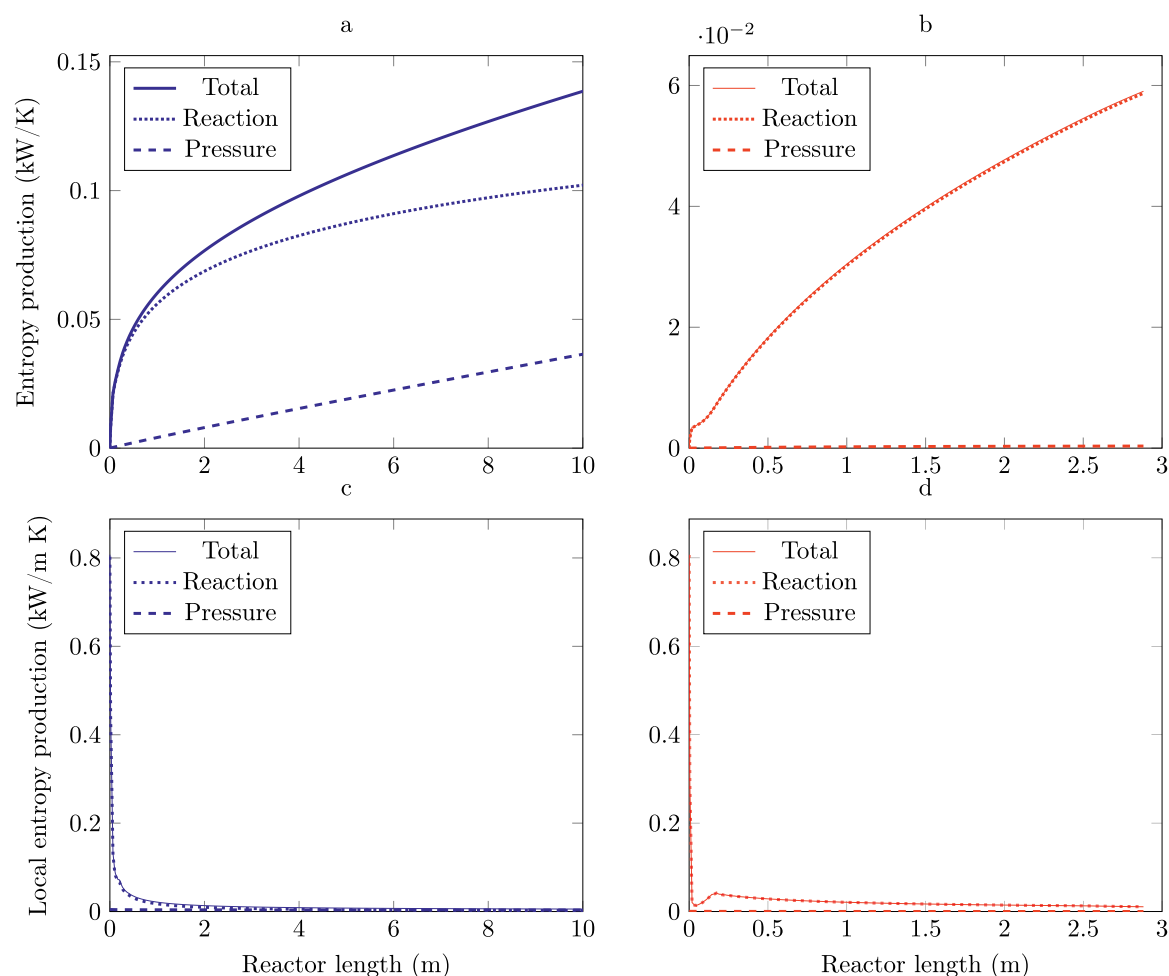 a
b
·10−2
Entropy production (kW/K)
0.15
0.1
0.05
0
Total
Reaction
Pressure
0 2 4 6 8 10
6
4
2
0
Total
Reaction
Pressure
0 0.5 1 1.5 2 2.5 3
c
d
Local entropy production (kW/m K)
0.8
0.6
0.4
0.2
0
Total
Reaction
Pressure
0 2 4 6 8 10
Reactor length (m)
0.8
0.6
0.4
0.2
0
Total
Reaction
Pressure
0 0.5 1 1.5 2 2.5 3
Reactor length (m)